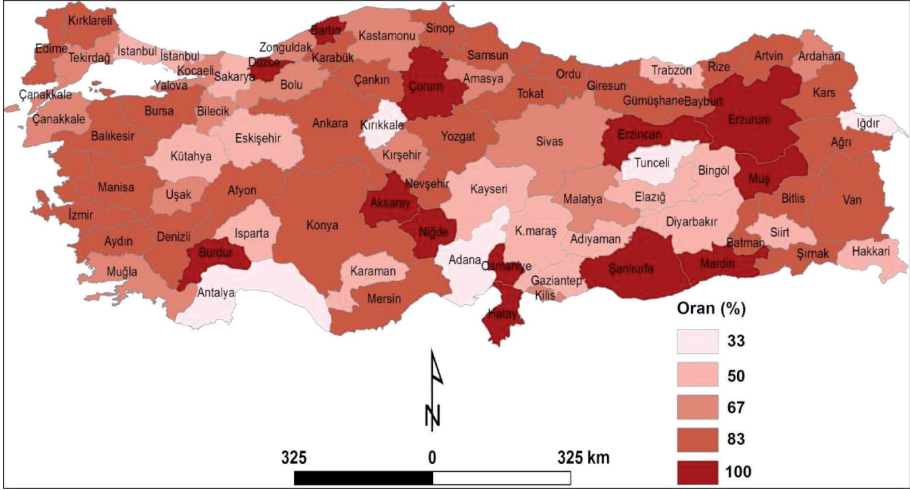 Kırklareli
Edirne
Tekirdağ
İstanbul
İstanbul
Kocaeli
Yalova
Sakarya
Düzce
Zonguldak
Bartın
Karabük
Kastamonu
Sinop
Samsun
Ordu
Giresun
Trabzon
Rize
Artvin
Ardahan
Çanakkale
Çanakkale
Bursa
Bilecik
Bolu
Çankırı
Çorum
Amasya
Tokat
Gümüşhane
Bayburt
Kars
Balıkesir
Kütahya
Eskişehir
Ankara
Kırıkkale
Yozgat
Sivas
Erzincan
Erzurum
Iğdır
Ağrı
Kırşehir
Tunceli
Bingöl
Muş
Manisa
Uşak
Afyon
Nevşehir
Kayseri
Malatya
Elazığ
Bitlis
Van
İzmir
Aydın
Denizli
Isparta
Konya
Aksaray
Niğde
K.maraş
Adıyaman
Diyarbakır
Batman
Siirt
Şırnak
Hakkari
Muğla
Burdur
Antalya
Karaman
Mersin
Adana
Osmaniye
Gaziantep
Kilis
Şanlıurfa
Mardin
Hatay
Oran (%)
33
50
67
83
100
N
325 0 325 km